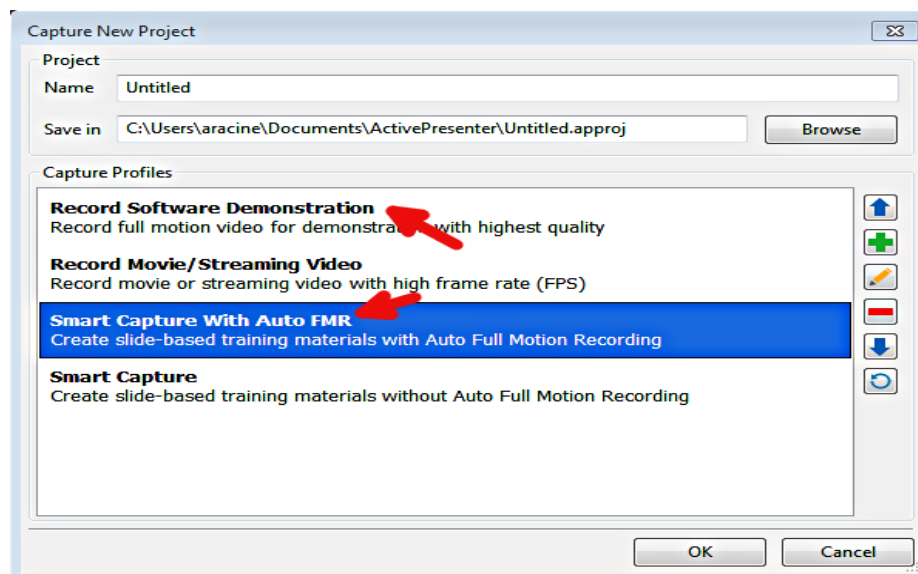 Capture New Project
Project
Name Untitled
Save in C:\Users\aracine\Documents\ActivePresenter\Untitled.approj Browse
Capture Profiles
Record Software Demonstration
Record full motion video for demonstration with highest quality
Record Movie/Streaming Video
Record movie or streaming video with high frame rate (FPS)
Smart Capture With Auto FMR
Create slide-based training materials with Auto Full Motion Recording
Smart Capture
Create slide-based training materials without Auto Full Motion Recording
OK Cancel